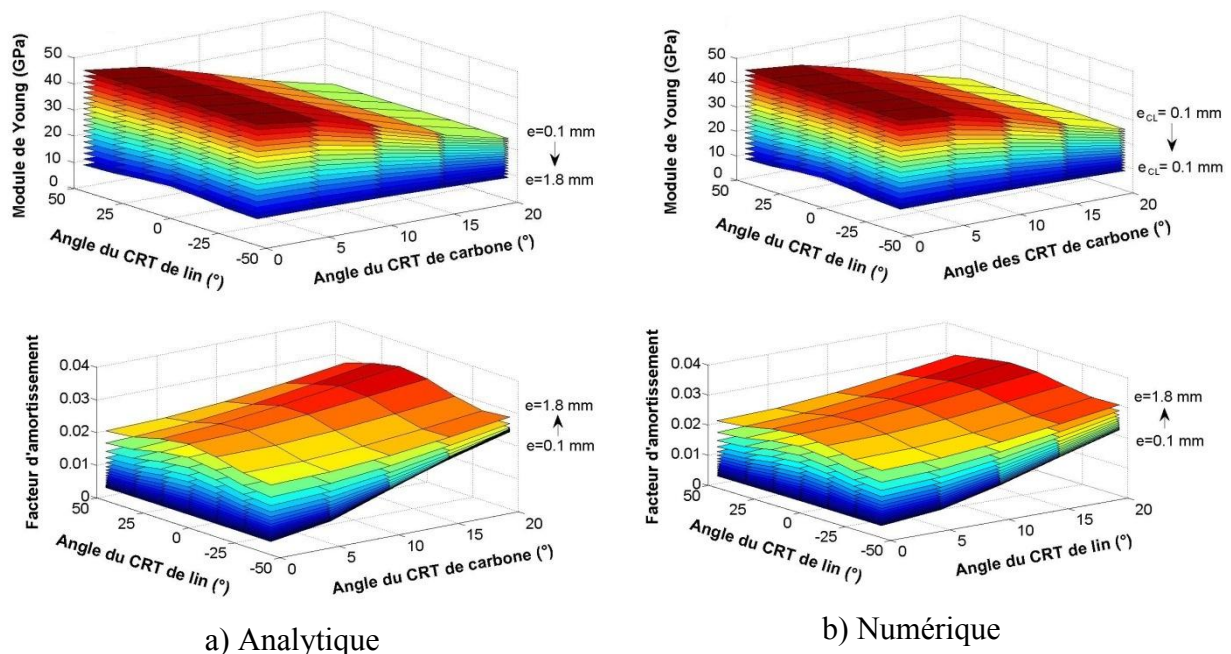 Module de Young (GPa)
50
40
30
20
10
0
50
25
0
-25
-50
Angle du CRT de lin (°)
0
5
10
15
20
Angle du CRT de carbone (°)
e=0.1 mm
e=1.8 mm
Module de Young (GPa)
50
40
30
20
10
0
50
25
0
-25
-50
Angle du CRT de lin (°)
0
5
10
15
20
Angle des CRT de carbone (°)
eCL= 0.1 mm
eCL= 0.1 mm
Facteur d'amortissement
0.04
0.03
0.02
0.01
0
50
25
0
-25
-50
Angle du CRT de lin (°)
0
5
10
15
20
Angle du CRT de carbone (°)
e=1.8 mm
e=0.1 mm
Facteur d'amortissement
0.04
0.03
0.02
0.01
0
50
25
0
-25
-50
Angle du CRT de lin (°)
0
5
10
15
20
Angle du CRT de lin (°)
e=1.8 mm
e=0.1 mm
a) Analytique
b) Numérique